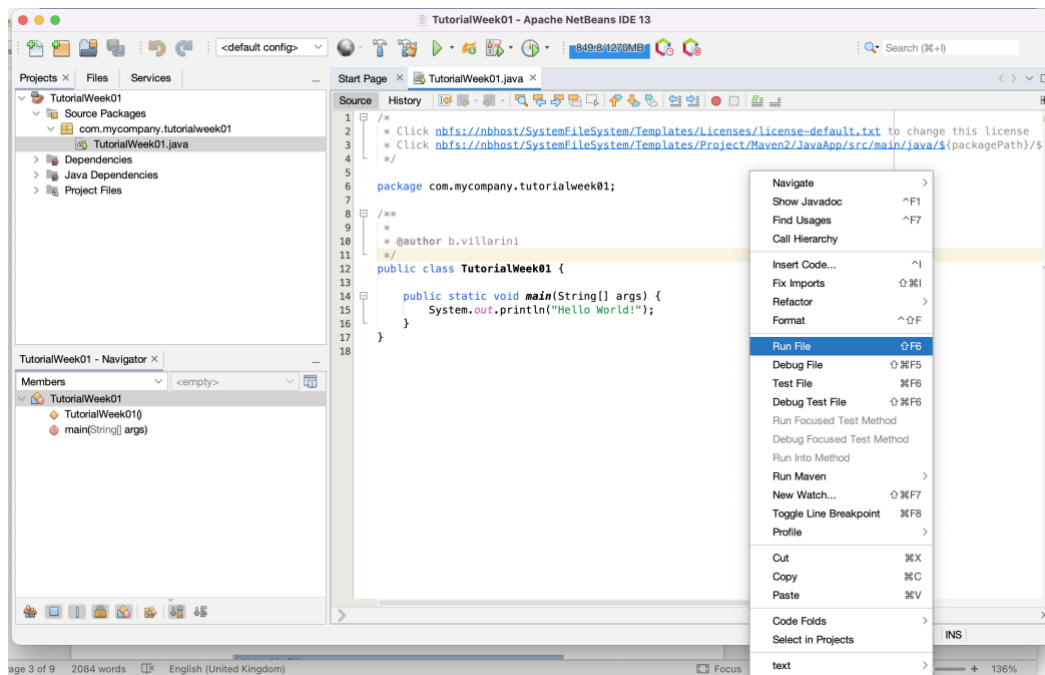 TutorialWeek01 - Apache NetBeans IDE 13
<default config>
849.8/1270MB
Search (⌘+I)
Projects × Files Services
Start Page × TutorialWeek01.java ×
Source History
TutorialWeek01
Source Packages
com.mycompany.tutorialweek01
TutorialWeek01.java
Dependencies
Java Dependencies
Project Files
1 /*
2 * Click nbfs://nbhost/SystemFileSystem/Templates/Licenses/license-default.txt to change this license
3 * Click nbfs://nbhost/SystemFileSystem/Templates/Project/Maven2/JavaApp/src/main/java/${packagePath}/$
4 */
5
6 package com.mycompany.tutorialweek01;
7
8 /**
9 *
10 * @author b.villarini
11 */
12 public class TutorialWeek01 {
13
14 public static void main(String[] args) {
15 System.out.println("Hello World!");
16 }
17 }
18
TutorialWeek01 - Navigator ×
Members <empty>
TutorialWeek01
TutorialWeek01()
main(String[] args)
Navigate
Show Javadoc ^F1
Find Usages ^F7
Call Hierarchy
Insert Code... ^I
Fix Imports ⇧⌘I
Refactor
Format ^⇧F
Run File ⇧F6
Debug File ⇧⌘F5
Test File ⌘F6
Debug Test File ⇧⌘F6
Run Focused Test Method
Debug Focused Test Method
Run Into Method
Run Maven
New Watch... ⇧⌘F7
Toggle Line Breakpoint ⌘F8
Profile
Cut ⌘X
Copy ⌘C
Paste ⌘V
Code Folds
Select in Projects
text
INS
age 3 of 9 2084 words English (United Kingdom) Focus 136%